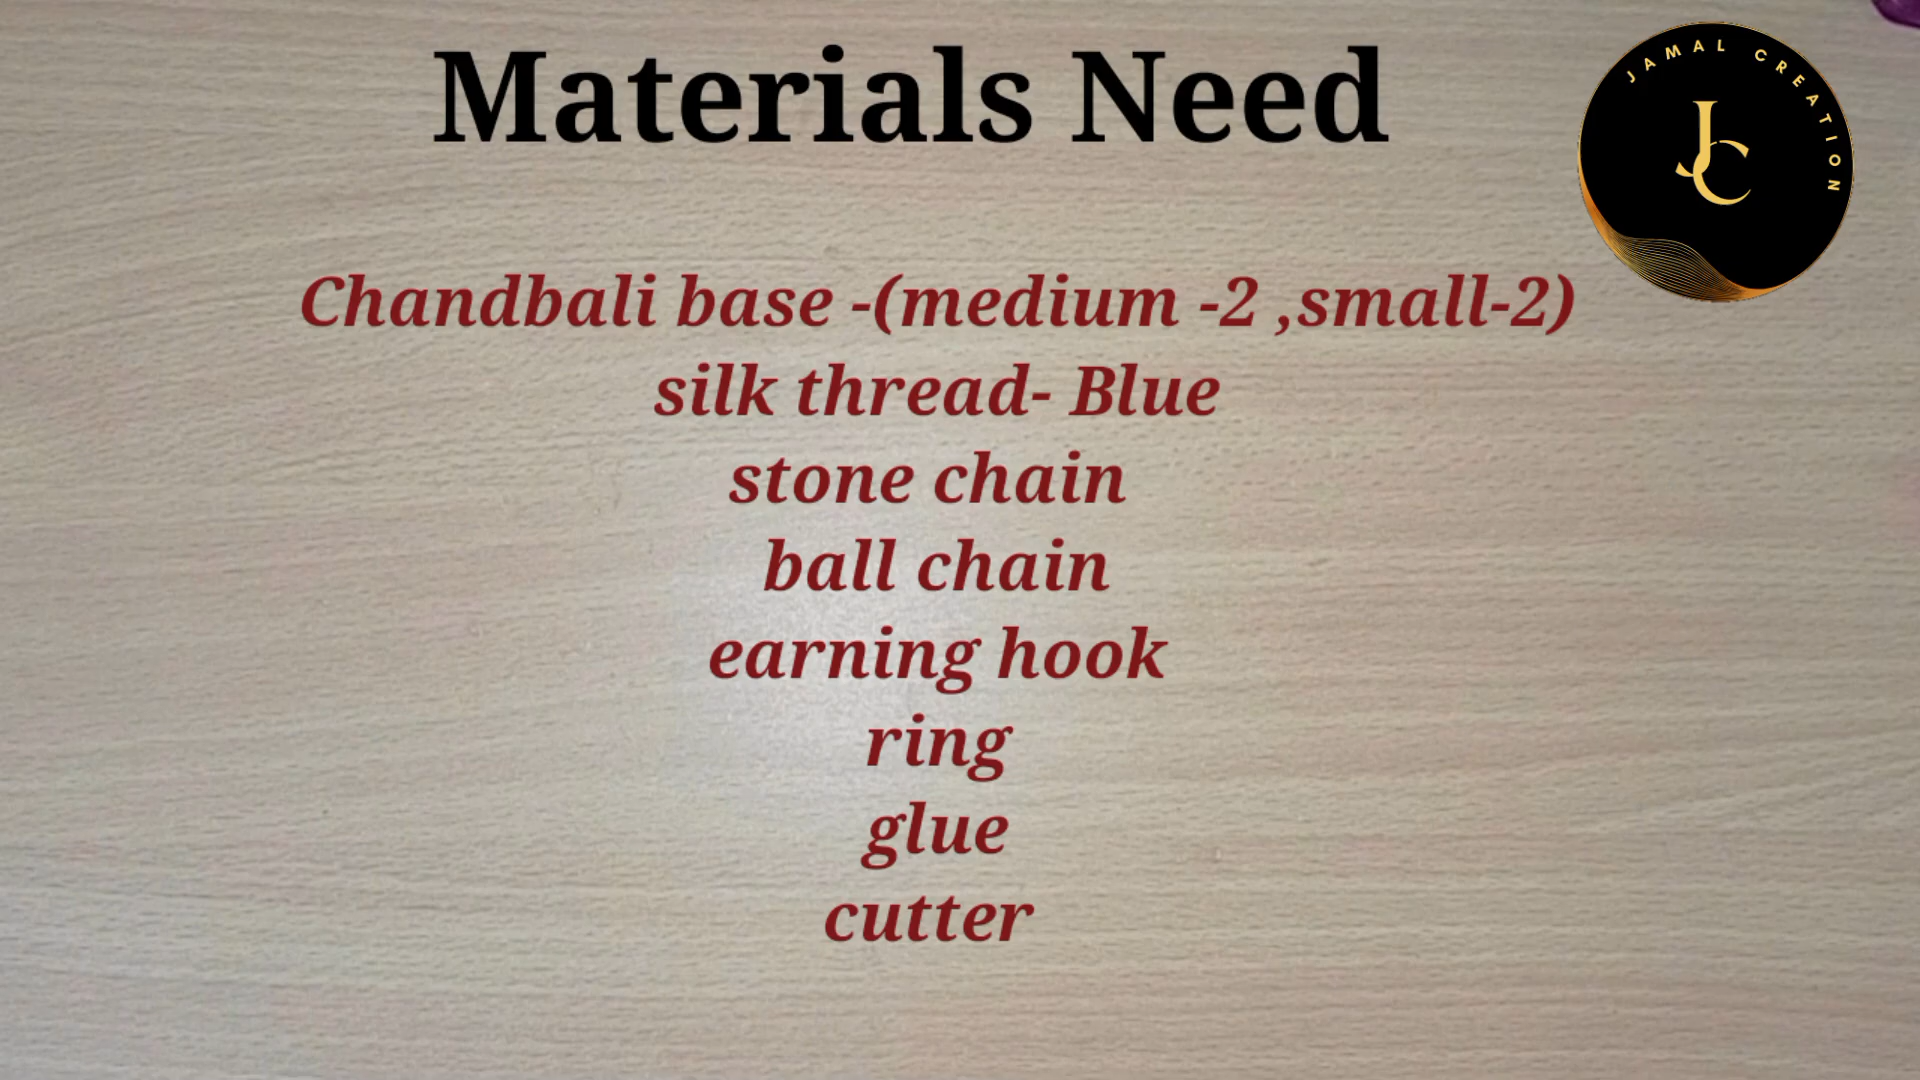 Materials Need
JAMAL CREATION
JC
Chandbali base -(medium -2 ,small-2)
silk thread- Blue
stone chain
ball chain
earning hook
ring
glue
cutter